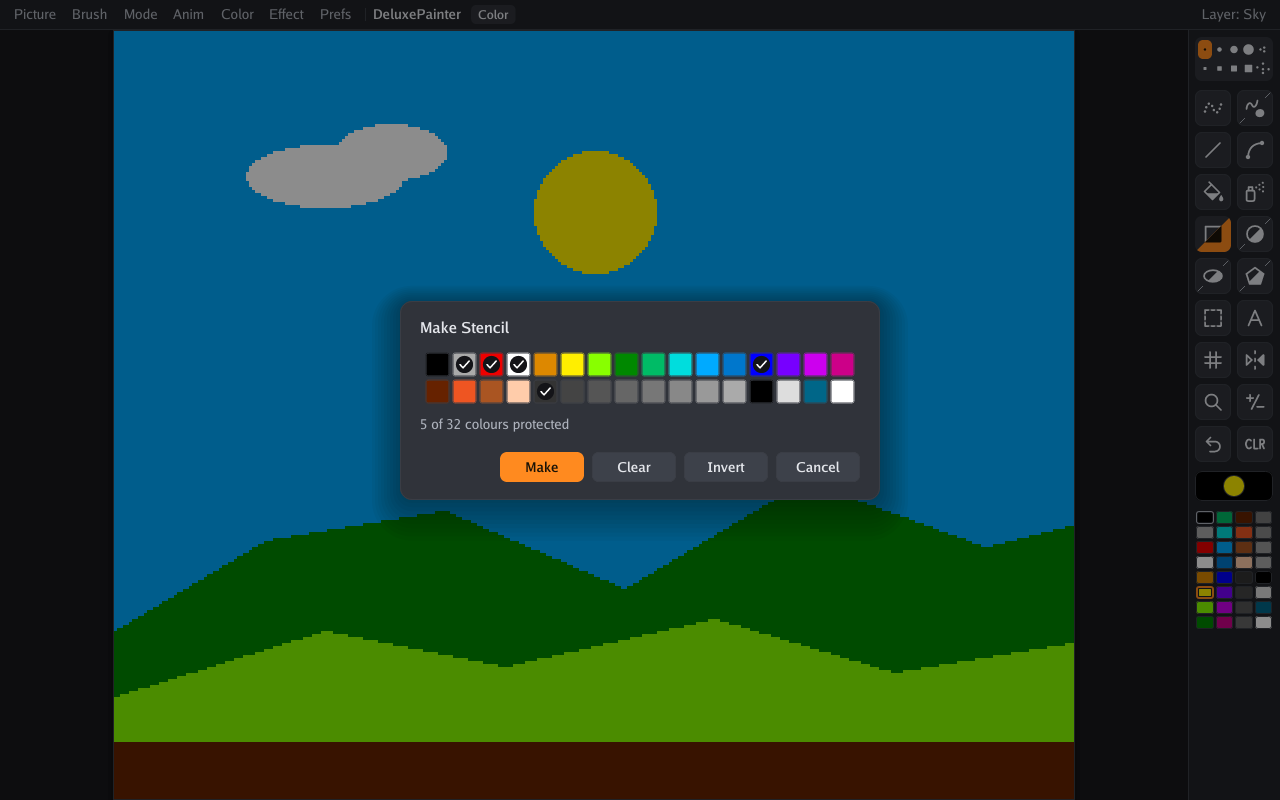 Picture Brush Mode Anim Color Effect Prefs DeluxePainter Color Layer: Sky
Make Stencil
5 of 32 colours protected
Make Clear Invert Cancel
A
CLR